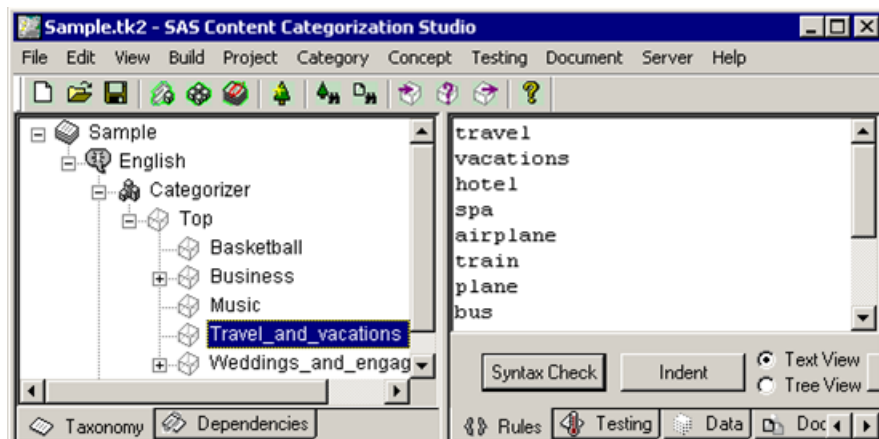 Sample.tk2 - SAS Content Categorization Studio
File Edit View Build Project Category Concept Testing Document Server Help
Sample
English
Categorizer
Top
Basketball
Business
Music
Travel_and_vacations
Weddings_and_engag
Taxonomy Dependencies
travel
vacations
hotel
spa
airplane
train
plane
bus
Syntax Check Indent Text View
Tree View
Rules Testing Data Doc